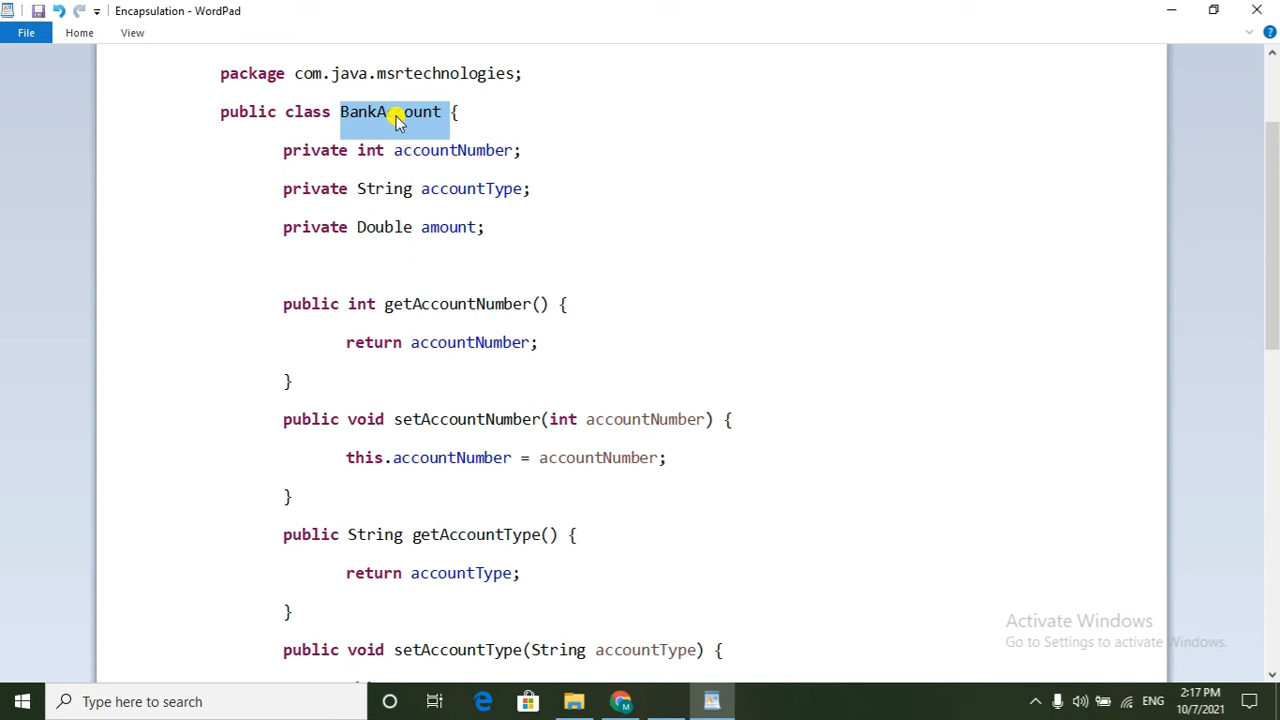 Encapsulation - WordPad
File
Home
View
package com.java.msrtechnologies;
public class BankAccount {
private int accountNumber;
private String accountType;
private Double amount;
public int getAccountNumber() {
return accountNumber;
}
public void setAccountNumber(int accountNumber) {
this.accountNumber = accountNumber;
}
public String getAccountType() {
return accountType;
}
public void setAccountType(String accountType) {
Activate Windows
Go to Settings to activate Windows.
Type here to search
ENG
2:17 PM
10/7/2021